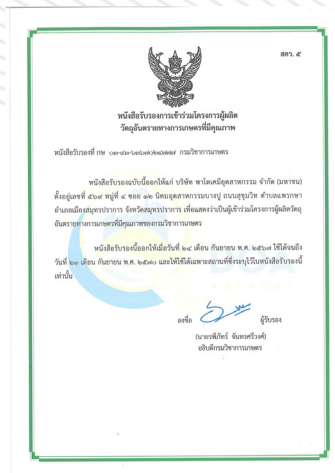 สคว. ๕
หนังสือรับรองการเข้าร่วมโครงการผู้ผลิต
วัตถุอันตรายทางการเกษตรที่มีคุณภาพ
หนังสือรับรองที่ กษ กรมวิชาการเกษตร
หนังสือรับรองฉบับนี้ออกให้แก่ บริษัท พาโตเคมีอุตสาหกรรม จำกัด (มหาชน)
ตั้งอยู่เลขที่ ๕๖๙ หมู่ที่ ๔ ซอย ๑๒ นิคมอุตสาหกรรมบางปู ถนนสุขุมวิท ตำบลแพรกษา
อำเภอเมืองสมุทรปราการ จังหวัดสมุทรปราการ เพื่อแสดงว่าเป็นผู้เข้าร่วมโครงการผู้ผลิตวัตถุ
อันตรายทางการเกษตรที่มีคุณภาพของกรมวิชาการเกษตร
หนังสือรับรองนี้ออกให้เมื่อวันที่ ๒๔ เดือน กันยายน พ.ศ. ๒๕๖๗ ใช้ได้จนถึง
วันที่ ๒๓ เดือน กันยายน พ.ศ. ๒๕๗๐ และให้ใช้ได้เฉพาะสถานที่ซึ่งระบุไว้ในหนังสือรับรองนี้
เท่านั้น
ลงชื่อ ผู้รับรอง
(นายรพีภัทร์ จันทรศรีวงศ์)
อธิบดีกรมวิชาการเกษตร